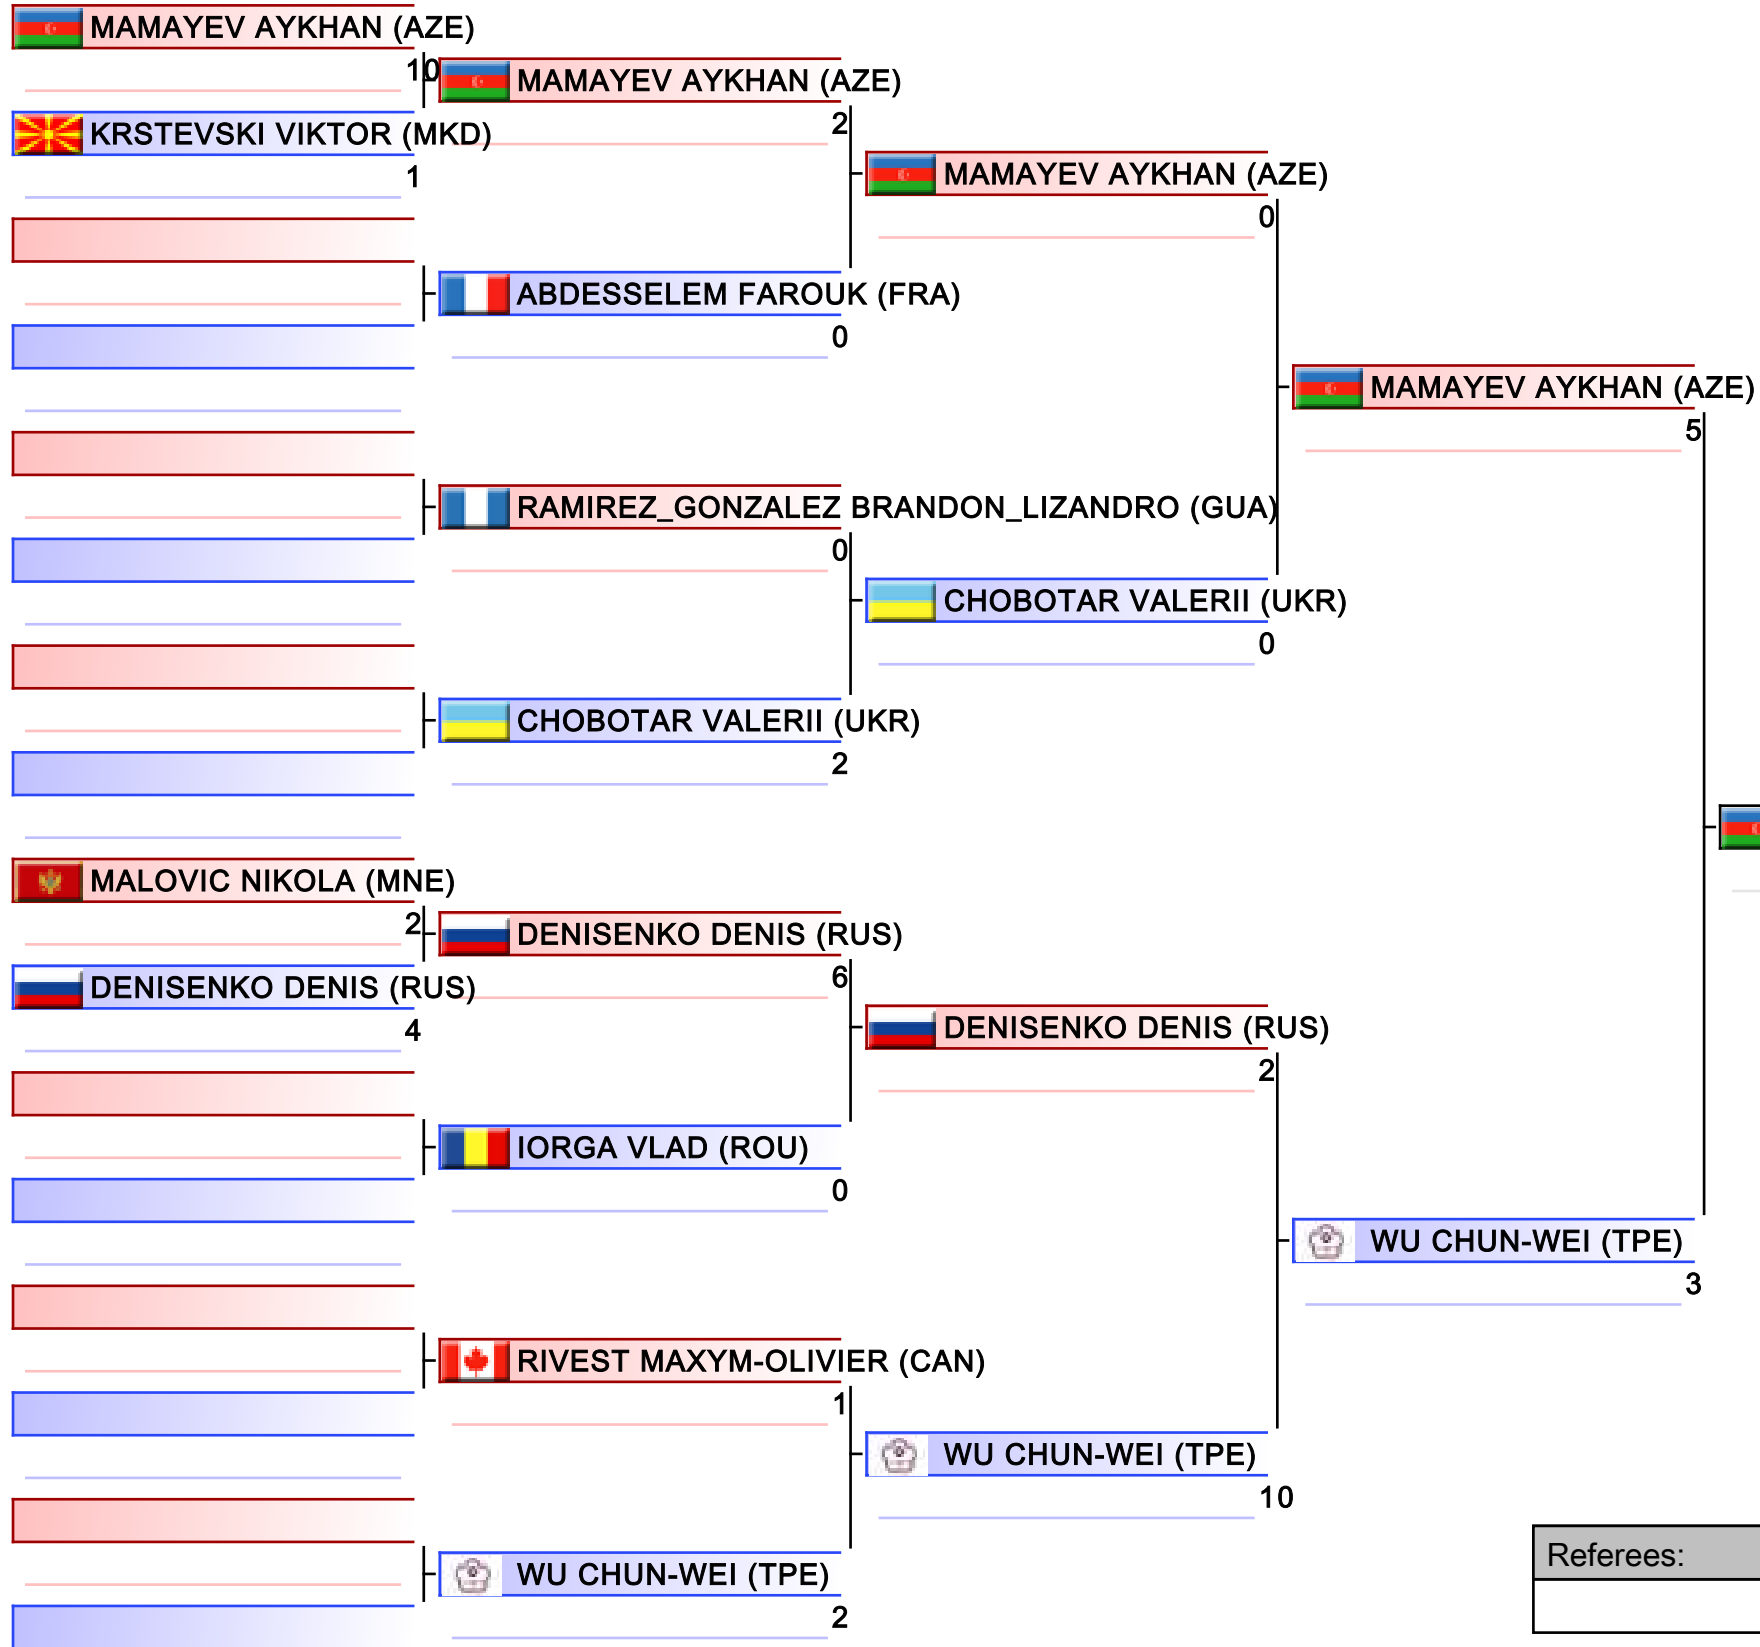 MAMAYEV AYKHAN (AZE)
10
KRSTEVSKI VIKTOR (MKD)
1
MAMAYEV AYKHAN (AZE)
2
ABDESSELEM FAROUK (FRA)
0
MAMAYEV AYKHAN (AZE)
0
RAMIREZ_GONZALEZ BRANDON_LIZANDRO (GUA)
0
CHOBOTAR VALERII (UKR)
2
CHOBOTAR VALERII (UKR)
0
MAMAYEV AYKHAN (AZE)
5
MALOVIC NIKOLA (MNE)
2
DENISENKO DENIS (RUS)
4
DENISENKO DENIS (RUS)
6
IORGA VLAD (ROU)
0
DENISENKO DENIS (RUS)
2
RIVEST MAXYM-OLIVIER (CAN)
1
WU CHUN-WEI (TPE)
2
WU CHUN-WEI (TPE)
10
WU CHUN-WEI (TPE)
3
Referees: